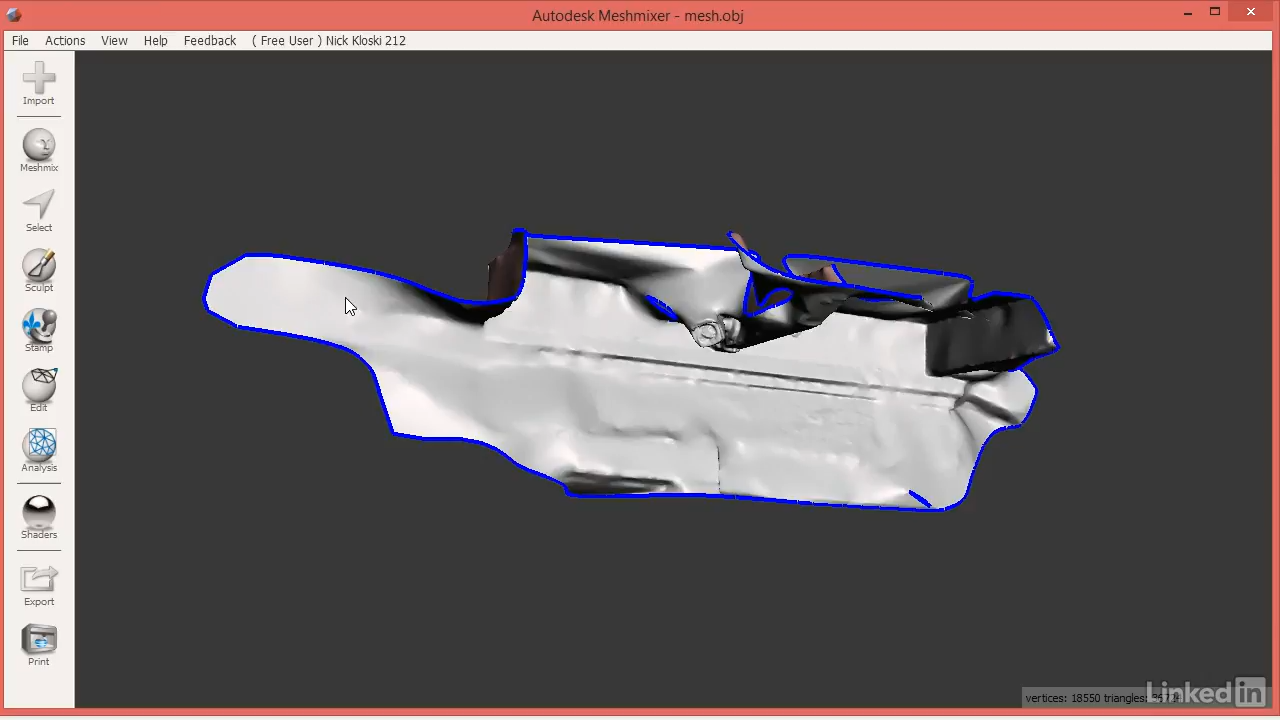 Autodesk Meshmixer - mesh.obj
File Actions View Help Feedback ( Free User ) Nick Kloski 212
Import
Meshmix
Select
Sculpt
Stamp
Edit
Analysis
Shaders
Export
Print
vertices: 18550 triangles:
Linked in